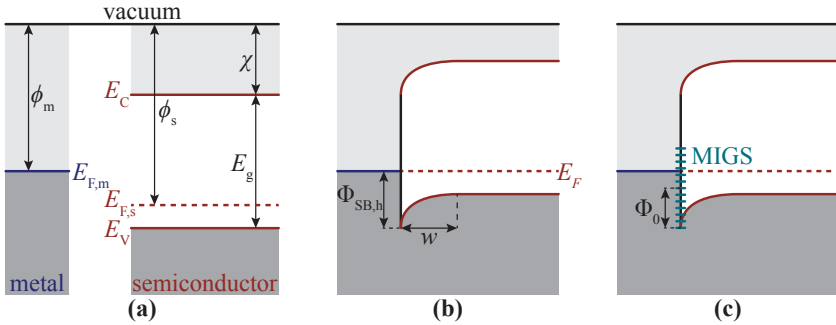 vacuum
χ
ϕm
EC
ϕs
Eg
EF,m
EF,s
EV
metal
semiconductor
(a)
EF
ΦSB,h
w
(b)
MIGS
Φ0
(c)